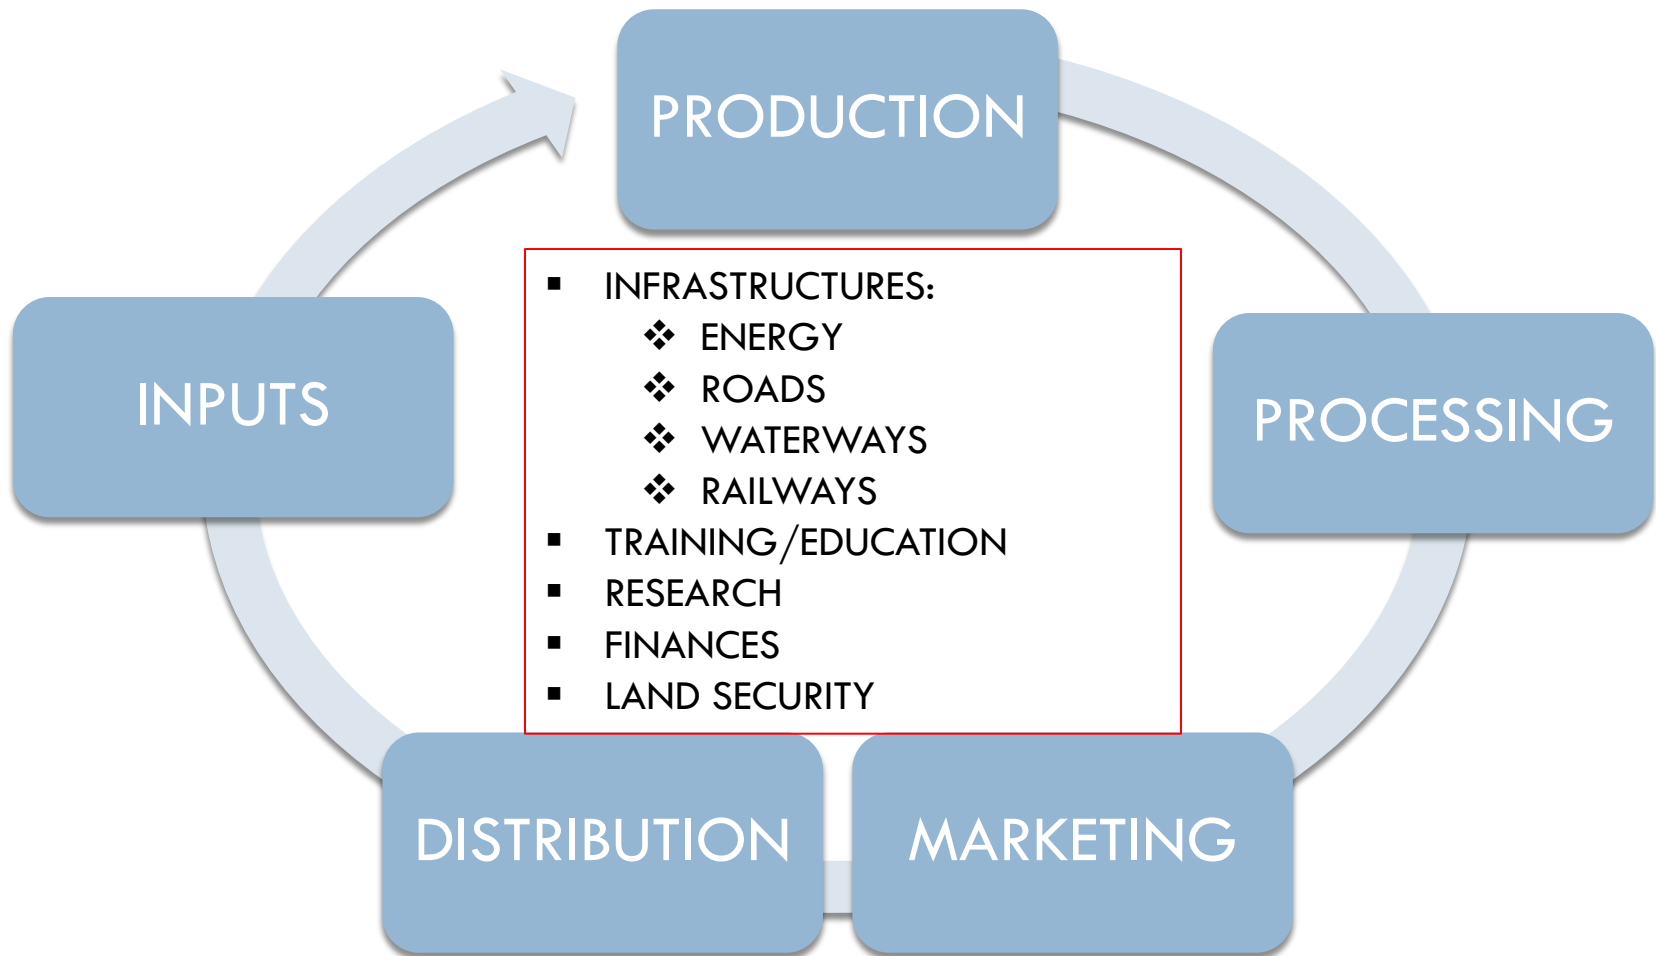 PRODUCTION
INFRASTRUCTURES:
ENERGY
ROADS
WATERWAYS
RAILWAYS
TRAINING/EDUCATION
RESEARCH
FINANCES
LAND SECURITY
INPUTS
PROCESSING
DISTRIBUTION
MARKETING